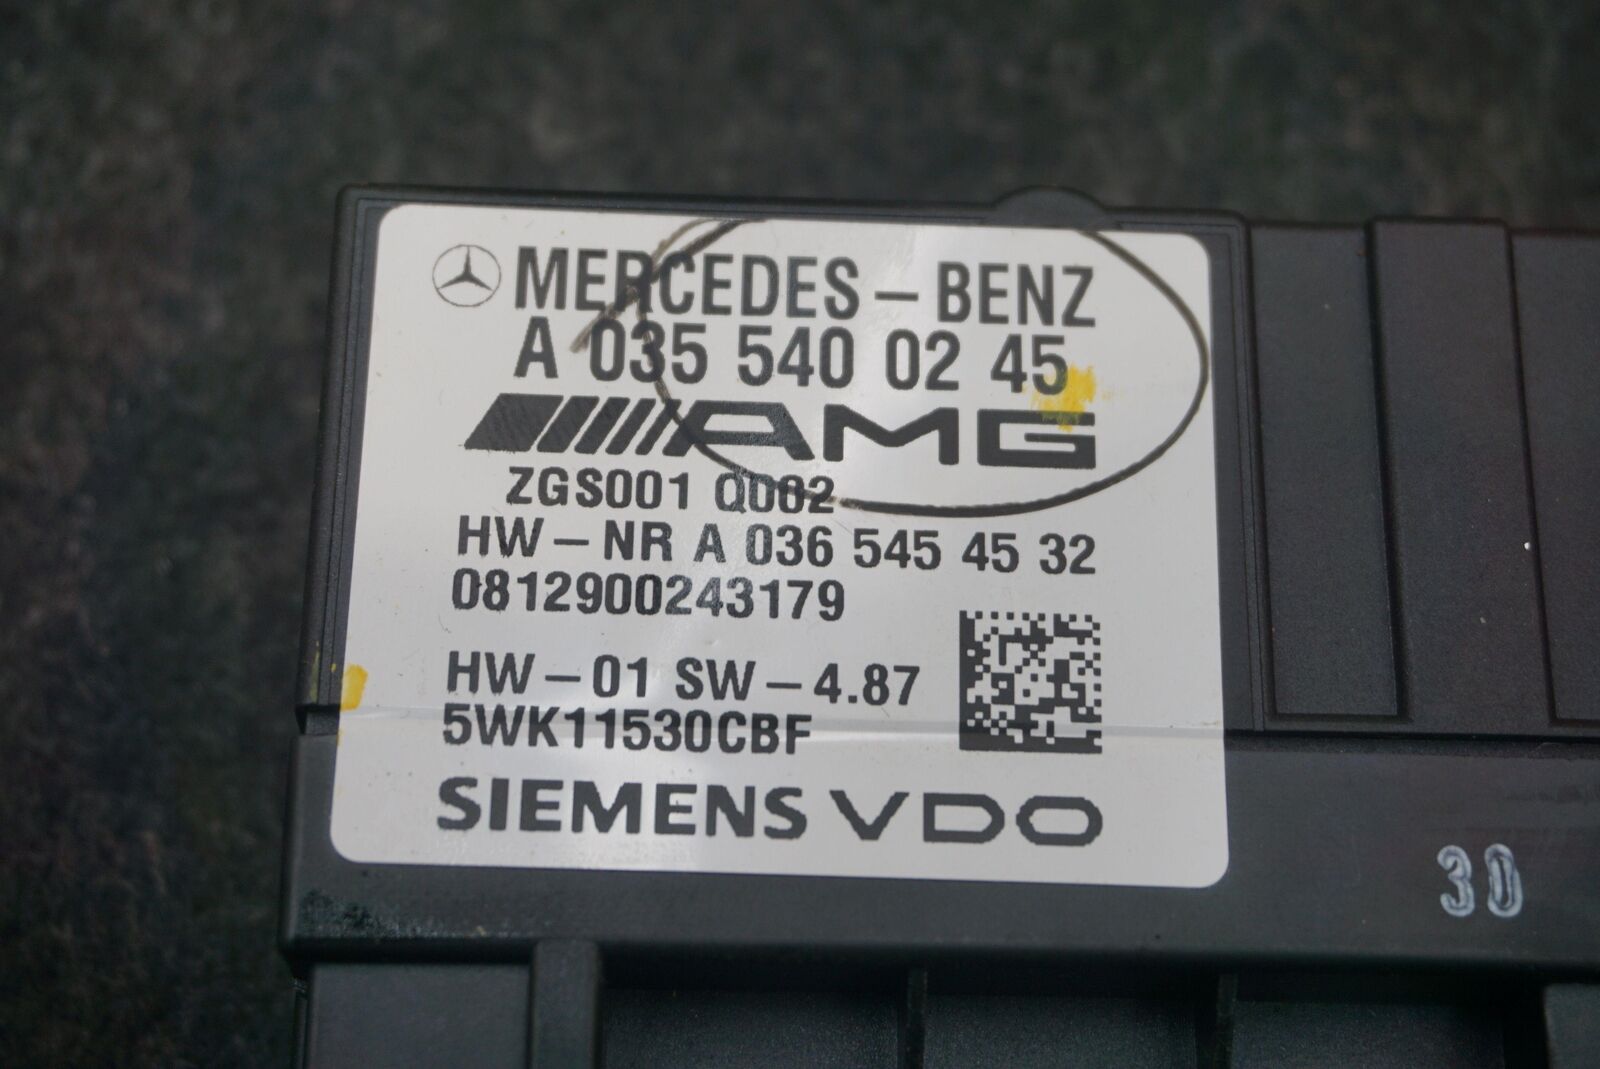 MERCEDES – BENZ
A 035 540 02 45
AMG
ZGS001 Q002
HW – NR A 036 545 45 32
0812900243179
HW – 01 SW – 4.87
5WK11530CBF
SIEMENS VDO
30